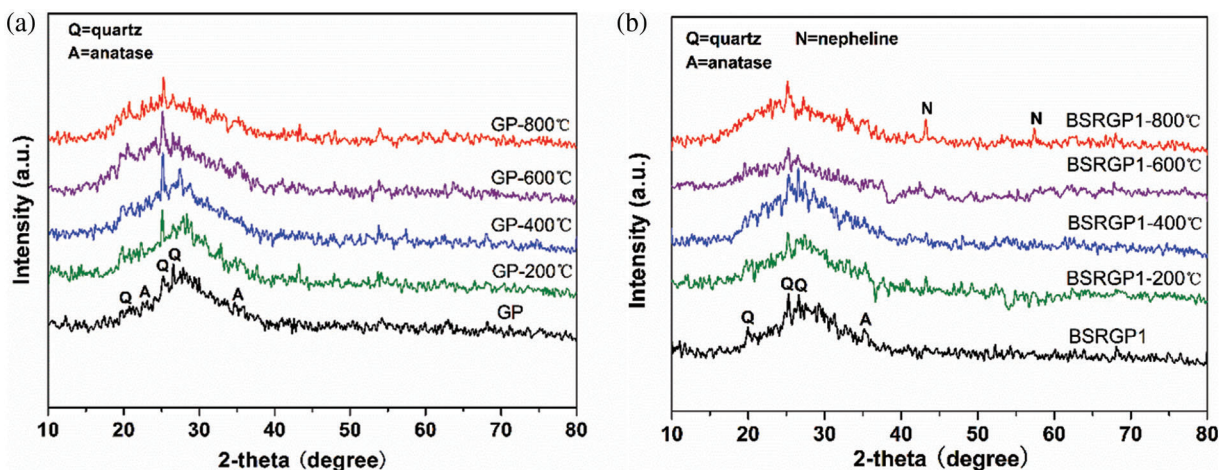 (a)
Q=quartz
A=anatase
GP-800℃
GP-600℃
GP-400℃
GP-200℃
Q
Q
Q
A
A
GP
Intensity (a.u.)
10 20 30 40 50 60 70 80
2-theta (degree)
(b)
Q=quartz N=nepheline
A=anatase
N
N
BSRGP1-800℃
BSRGP1-600℃
BSRGP1-400℃
BSRGP1-200℃
Q
Q
Q
A
BSRGP1
Intensity (a.u.)
10 20 30 40 50 60 70 80
2-theta (degree)